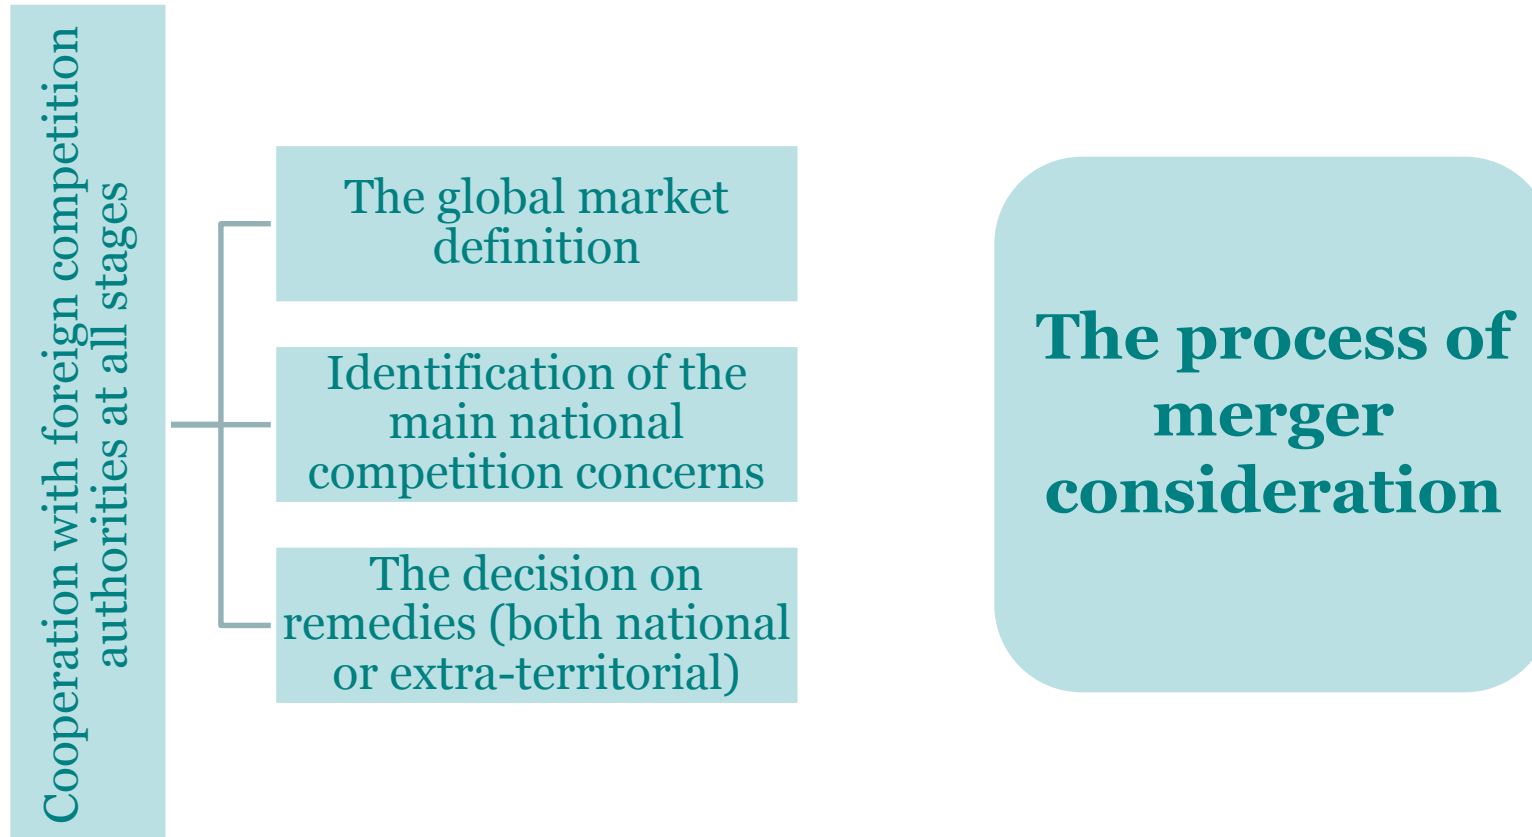 Cooperation with foreign competition
authorities at all stages
The global market
definition
Identification of the
main national
competition concerns
The decision on
remedies (both national
or extra-territorial)
The process of
merger
consideration